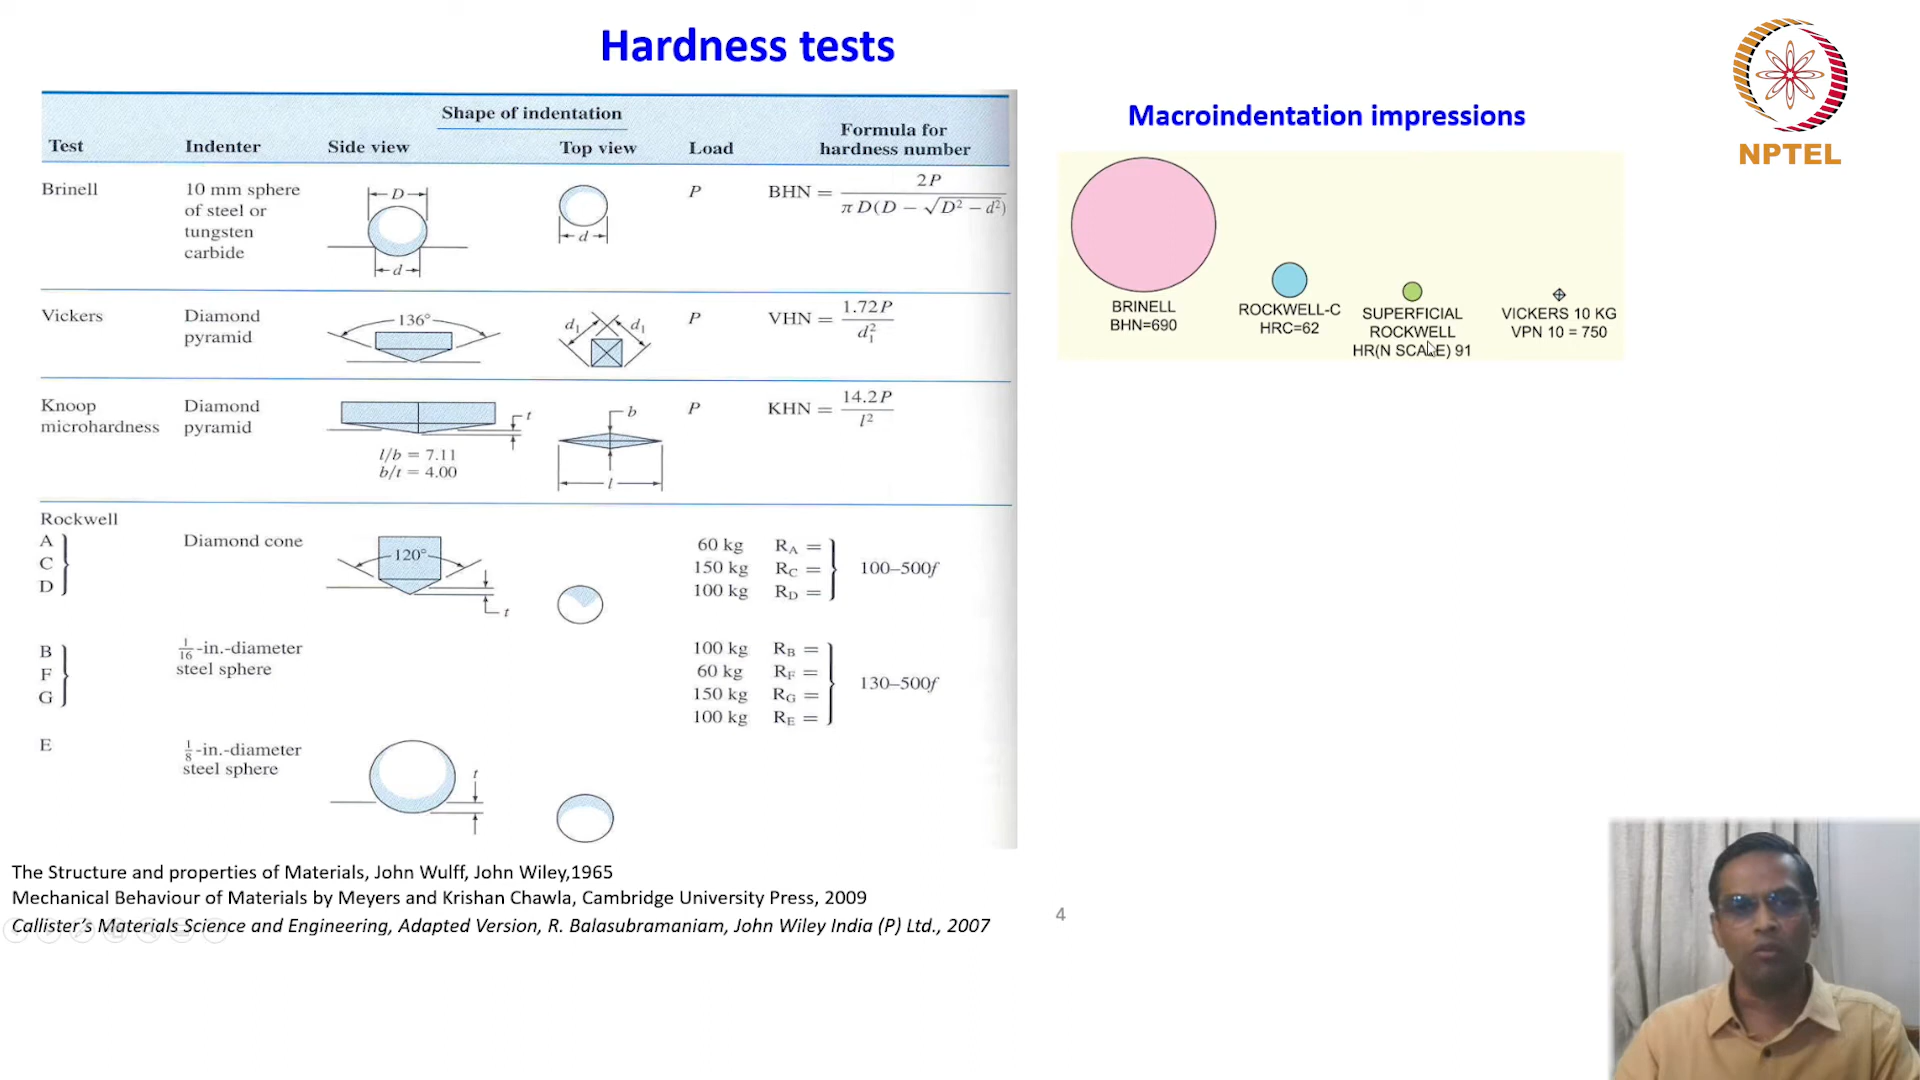 Hardness tests
NPTEL
Shape of indentation
Test Indenter Side view Top view Load Formula for hardness number
Brinell
10 mm sphere
of steel or
tungsten
carbide
D
d
d
P
BHN = 2P / π D(D – √D² – d²)
Vickers
Diamond
pyramid
136°
d₁ d₁
P
VHN = 1.72P / d₁²
Knoop
microhardness
Diamond
pyramid
t
l/b = 7.11
b/t = 4.00
b
l
P
KHN = 14.2P / l²
Rockwell
A
C
D
Diamond cone
120°
t
60 kg R_A =
150 kg R_C =
100 kg R_D =
100–500f
B
F
G
1/16-in.-diameter
steel sphere
100 kg R_B =
60 kg R_F =
150 kg R_G =
100 kg R_E =
130–500f
E
1/8-in.-diameter
steel sphere
t
Macroindentation impressions
BRINELL
BHN=690
ROCKWELL-C
HRC=62
SUPERFICIAL
ROCKWELL
HR(N SCALE) 91
VICKERS 10 KG
VPN 10 = 750
The Structure and properties of Materials, John Wulff, John Wiley,1965
Mechanical Behaviour of Materials by Meyers and Krishan Chawla, Cambridge University Press, 2009
Callister's Materials Science and Engineering, Adapted Version, R. Balasubramaniam, John Wiley India (P) Ltd., 2007
4